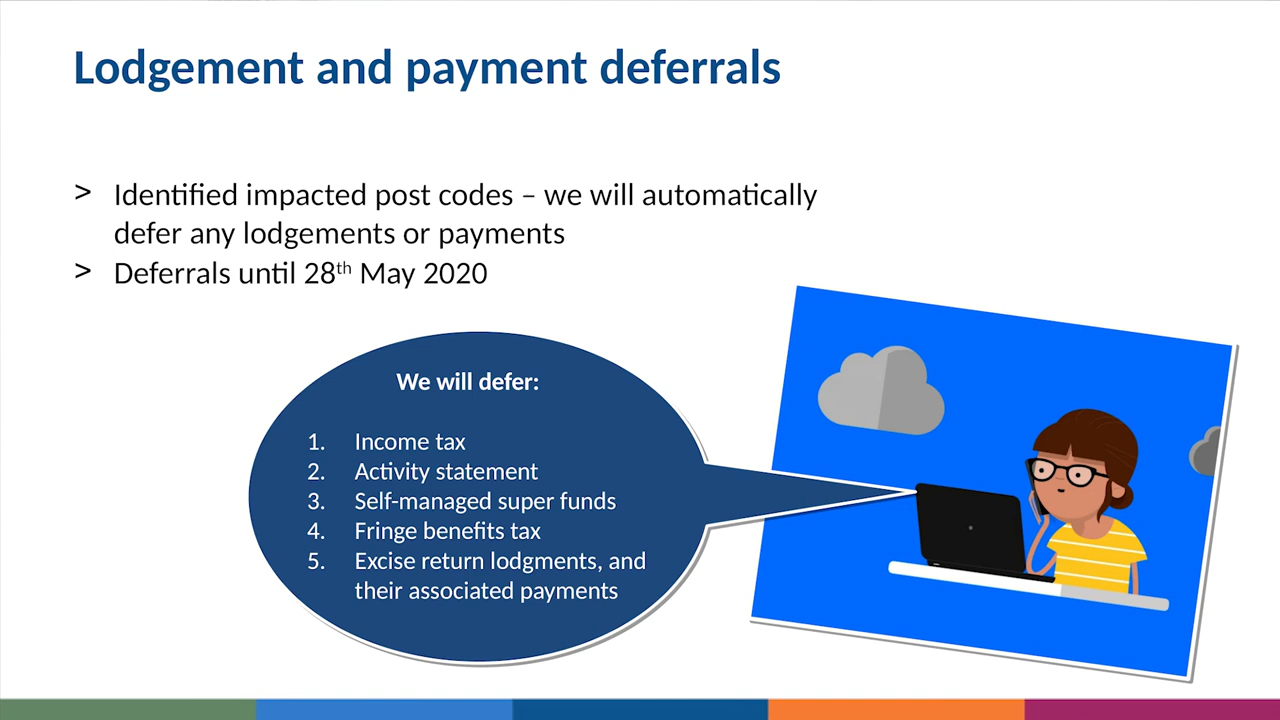 Lodgement and payment deferrals
> Identified impacted post codes – we will automatically
defer any lodgements or payments
> Deferrals until 28th May 2020
We will defer:
1. Income tax
2. Activity statement
3. Self-managed super funds
4. Fringe benefits tax
5. Excise return lodgments, and
their associated payments